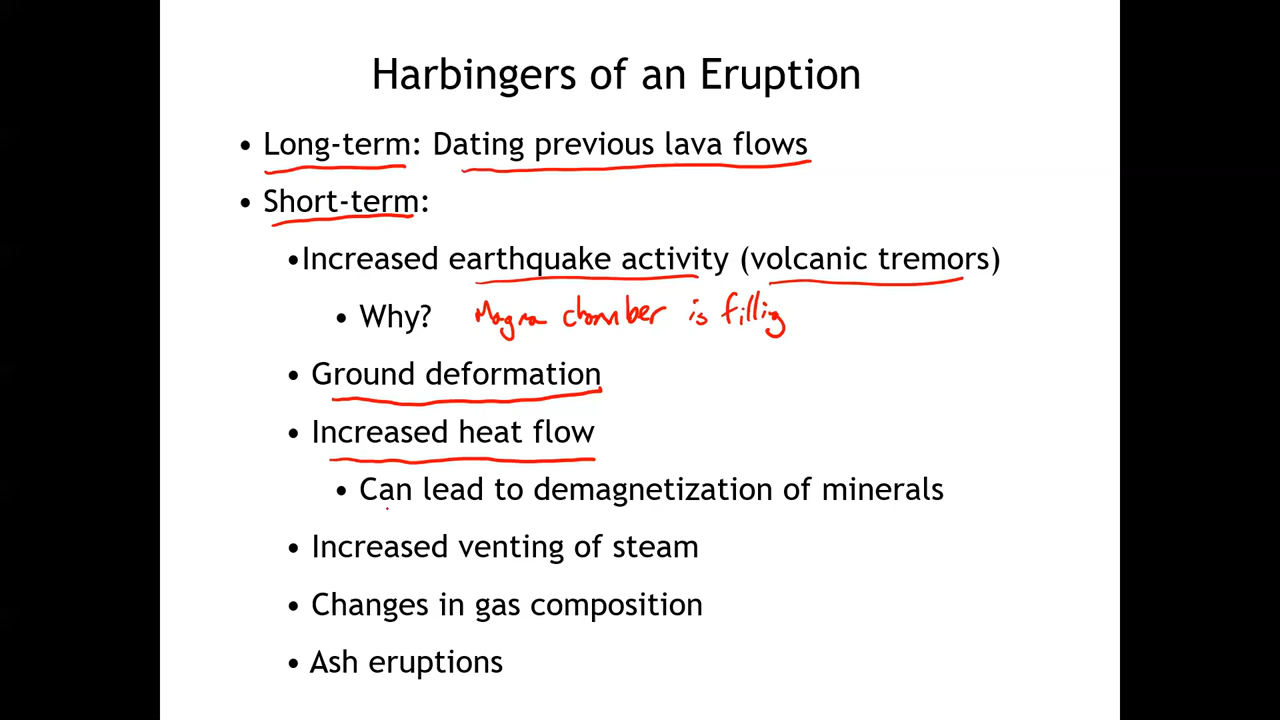 Harbingers of an Eruption
• Long-term: Dating previous lava flows
• Short-term:
•Increased earthquake activity (volcanic tremors)
• Why? Magma chamber is filling
• Ground deformation
• Increased heat flow
• Can lead to demagnetization of minerals
• Increased venting of steam
• Changes in gas composition
• Ash eruptions